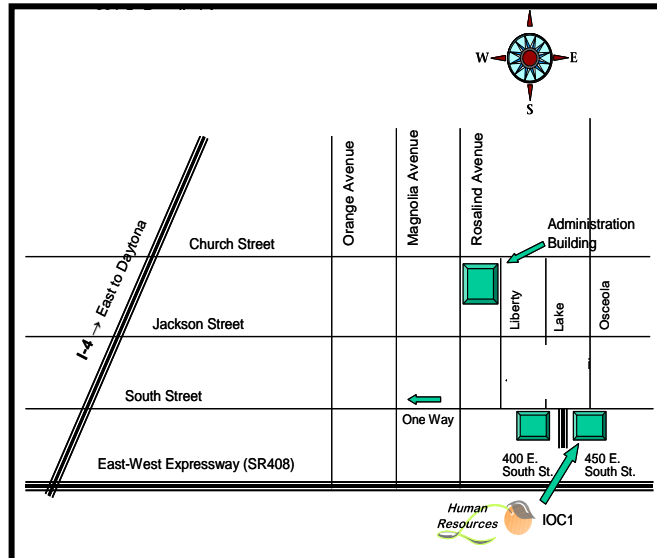 W E
S
Orange Avenue
Magnolia Avenue
Rosalind Avenue
Administration
Building
Church Street
I-4 → East to Daytona
Liberty
Lake
Osceola
Jackson Street
South Street
One Way
400 E.
South St.
450 E.
South St.
East-West Expressway (SR408)
Human
Resources
IOC1